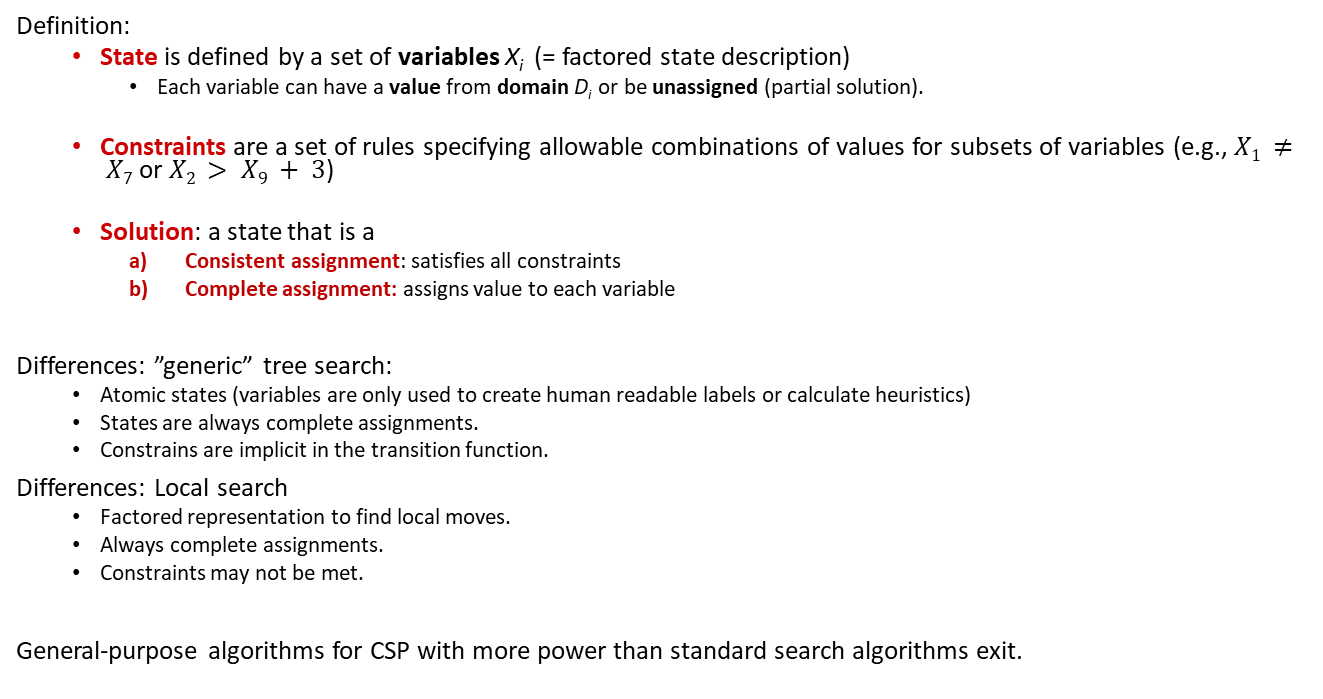 Definition:
• State is defined by a set of variables Xᵢ (= factored state description)
• Each variable can have a value from domain Dᵢ or be unassigned (partial solution).
• Constraints are a set of rules specifying allowable combinations of values for subsets of variables (e.g., X₁ ≠
X₇ or X₂ > X₉ + 3)
• Solution: a state that is a
a) Consistent assignment: satisfies all constraints
b) Complete assignment: assigns value to each variable
Differences: ”generic” tree search:
• Atomic states (variables are only used to create human readable labels or calculate heuristics)
• States are always complete assignments.
• Constrains are implicit in the transition function.
Differences: Local search
• Factored representation to find local moves.
• Always complete assignments.
• Constraints may not be met.
General-purpose algorithms for CSP with more power than standard search algorithms exit.